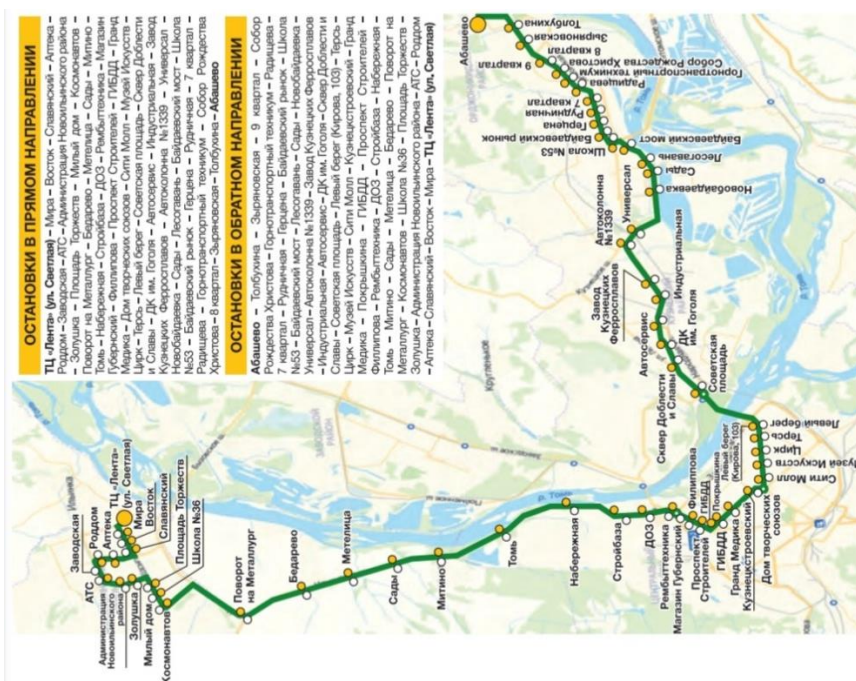 ОСТАНОВКИ В ПРЯМОМ НАПРАВЛЕНИИ
ТЦ «Лента» (ул. Светлая) – Мира – Восток – Славянский – Аптека –
Роддом – Заводская – АТС – Администрация Новоильинского района
– Золушка – Площадь Торжеств – Милый дом – Космонавтов –
Поворот на Металлург – Бедарево – Метелица – Сады – Митино –
Томь – Набережная – Стройбаза – ДОЗ – Рембыттехника – Магазин
Губернский – Филиппова – Проспект Строителей – ГИБДД – Гранд
Медика – Дом творческих союзов – Сити Молл – Музей Искусств –
Цирк – Терсь – Левый берег – Советская площадь – Сквер Доблести
и Славы – ДК им. Гоголя – Автосервис – Индустриальная – Завод
Кузнецких Ферросплавов – Автоколонна №1339 – Универсал –
Новобайдаевка – Сады – Лесогавань – Байдаевский мост – Школа
№53 – Байдаевский рынок – Герцена – Рудничная – 7 квартал –
Радищева – Горнотранспортный техникум – Собор Рождества
Христова – 8 квартал – Зыряновская – Толбухина – Абашево
ОСТАНОВКИ В ОБРАТНОМ НАПРАВЛЕНИИ
Абашево – Толбухина – Зыряновская – 9 квартал – Собор
Рождества Христова – Горнотранспортный техникум – Радищева –
7 квартал – Рудничная – Герцена – Байдаевский рынок – Школа
№53 – Байдаевский мост – Лесогавань – Сады – Новобайдаевка –
Универсал – Автоколонна №1339 – Завод Кузнецких Ферросплавов
– Индустриальная – Автосервис – ДК им. Гоголя – Сквер Доблести и
Славы – Советская площадь – Левый берег (Кирова, 103) – Терсь –
Цирк – Музей Искусств – Сити Молл – Кузнецкстроевский – Гранд
Медика – Покрышкина – ГИБДД – Проспект Строителей –
Филиппова – Рембыттехника – ДОЗ – Стройбаза – Набережная –
Томь – Митино – Сады – Метелица – Бедарево – Поворот на
Металлург – Космонавтов – Школа №36 – Площадь Торжеств –
Золушка – Администрация Новоильинского района – АТС – Роддом
– Аптека – Славянский – Восток – Мира – ТЦ «Лента» (ул. Светлая)
Заводская
Роддом
Аптека
ТЦ «Лента»
(ул. Светлая)
Мира
Восток
Славянский
Площадь Торжеств
Школа №36
АТС
Администрация
Новоильинского
района
Золушка
Милый дом
Космонавтов
Поворот
на Металлург
Бедарево
Метелица
Сады
Митино
Томь
Набережная
Стройбаза
ДОЗ
Рембыттехника
Магазин Губернский
Филиппова
Проспект
Строителей
ГИБДД
Покрышкина
ГИБДД
Гранд Медика
Кузнецкстроевский
Дом творческих
союзов
Левый берег
(Кирова, 103)
Сити Молл
Музей Искусств
Цирк
Терсь
Левый берег
Советская
площадь
Сквер Доблести
и Славы
ДК
им. Гоголя
Автосервис
Индустриальная
Завод
Кузнецких
Ферросплавов
Автоколонна
№1339
Универсал
Новобайдаевка
Сады
Лесогавань
Байдаевский мост
Школа №53
Байдаевский рынок
Герцена
Рудничная
7 квартал
Радищева
Горнотранспортный техникум
Собор Рождества Христова
8 квартал
9 квартал
Зыряновская
Толбухина
Абашево
Ильинка
Кругленькое
р. Томь